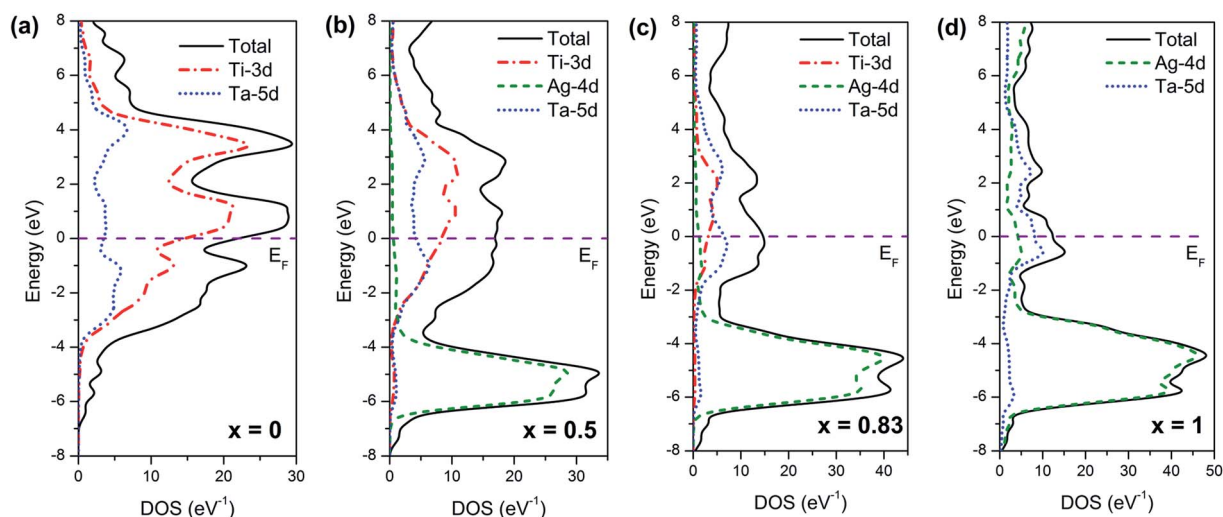 (a)
Total
Ti-3d
Ta-5d
8
6
4
2
0
-2
-4
-6
-8
Energy (eV)
E_F
x = 0
0 10 20 30
DOS (eV⁻¹)
(b)
Total
Ti-3d
Ag-4d
Ta-5d
8
6
4
2
0
-2
-4
-6
-8
Energy (eV)
E_F
x = 0.5
0 10 20 30
DOS (eV⁻¹)
(c)
Total
Ti-3d
Ag-4d
Ta-5d
8
6
4
2
0
-2
-4
-6
-8
Energy (eV)
E_F
x = 0.83
0 10 20 30 40
DOS (eV⁻¹)
(d)
Total
Ag-4d
Ta-5d
8
6
4
2
0
-2
-4
-6
-8
Energy (eV)
E_F
x = 1
0 10 20 30 40 50
DOS (eV⁻¹)